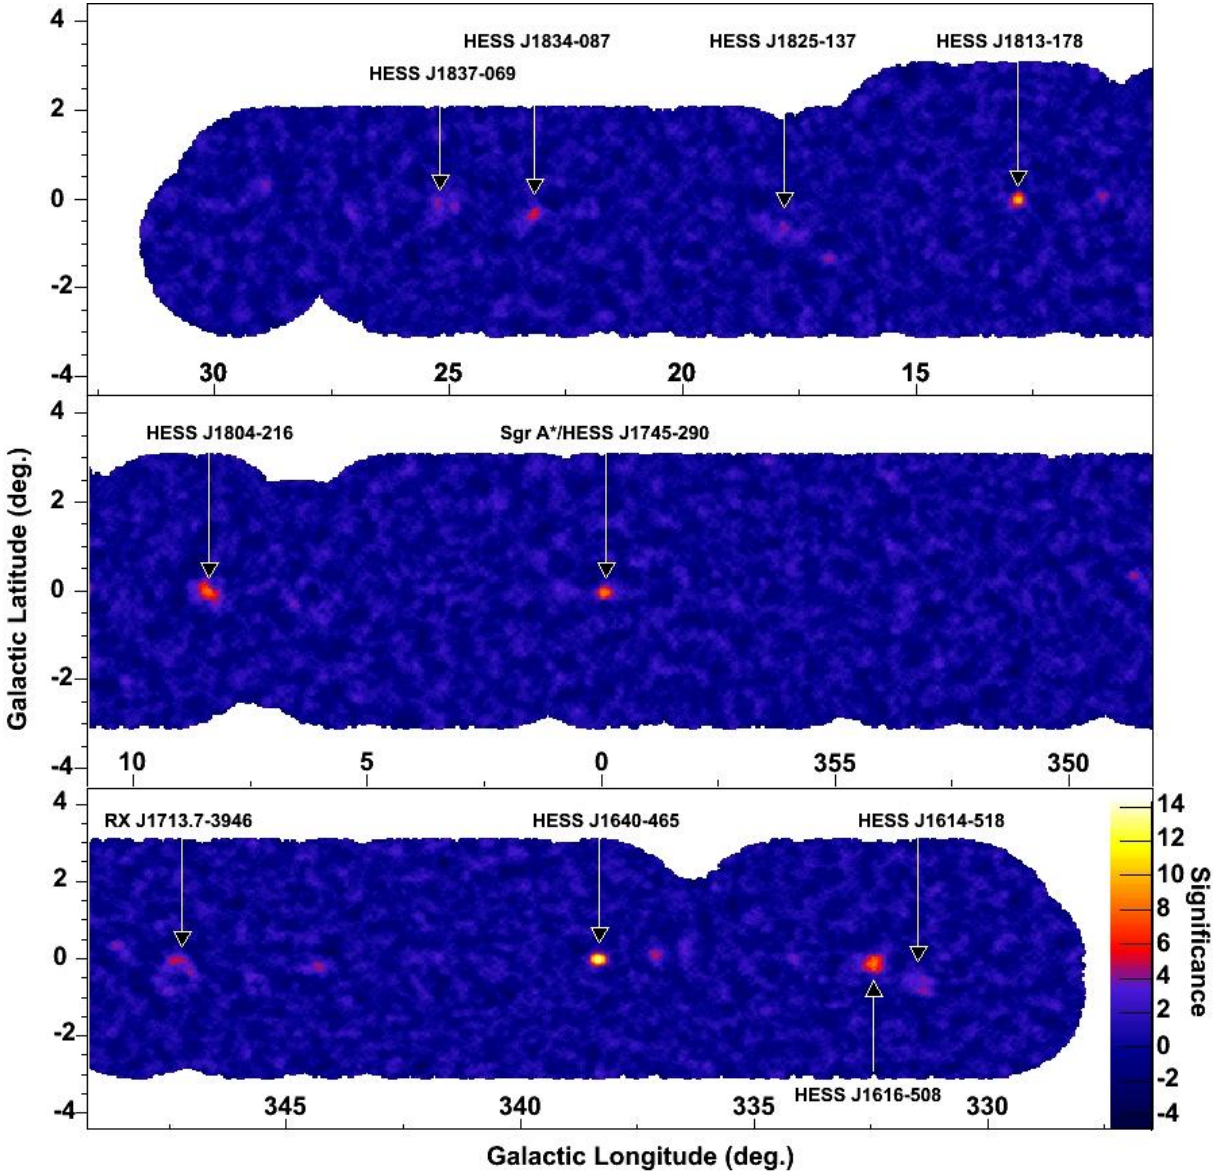 4
HESS J1834-087
HESS J1825-137
HESS J1813-178
HESS J1837-069
2
0
-2
-4
30
25
20
15
4
HESS J1804-216
Sgr A*/HESS J1745-290
2
0
-2
-4
10
5
0
355
350
Galactic Latitude (deg.)
4
RX J1713.7-3946
HESS J1640-465
HESS J1614-518
2
0
-2
-4
HESS J1616-508
345
340
335
330
14
12
10
8
6
4
2
0
-2
-4
Significance
Galactic Longitude (deg.)